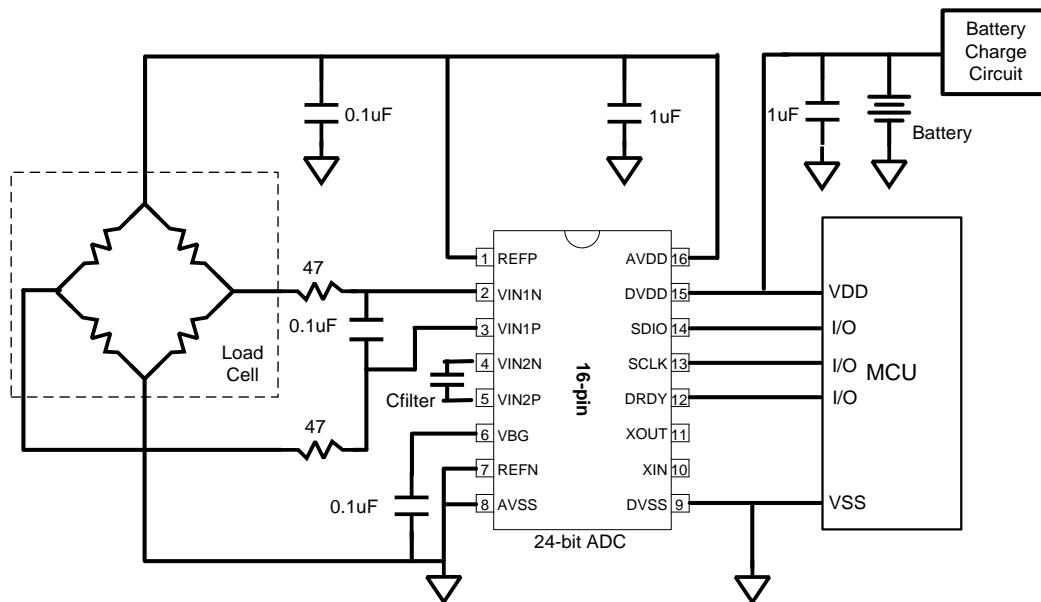 Battery
Charge
Circuit
0.1uF
1uF
1uF
Battery
Load
Cell
47
0.1uF
47
Cfilter
0.1uF
1 REFP
2 VIN1N
3 VIN1P
4 VIN2N
5 VIN2P
6 VBG
7 REFN
8 AVSS
16-pin
AVDD 16
DVDD 15
SDIO 14
SCLK 13
DRDY 12
XOUT 11
XIN 10
DVSS 9
24-bit ADC
VDD
I/O
I/O
I/O
MCU
VSS